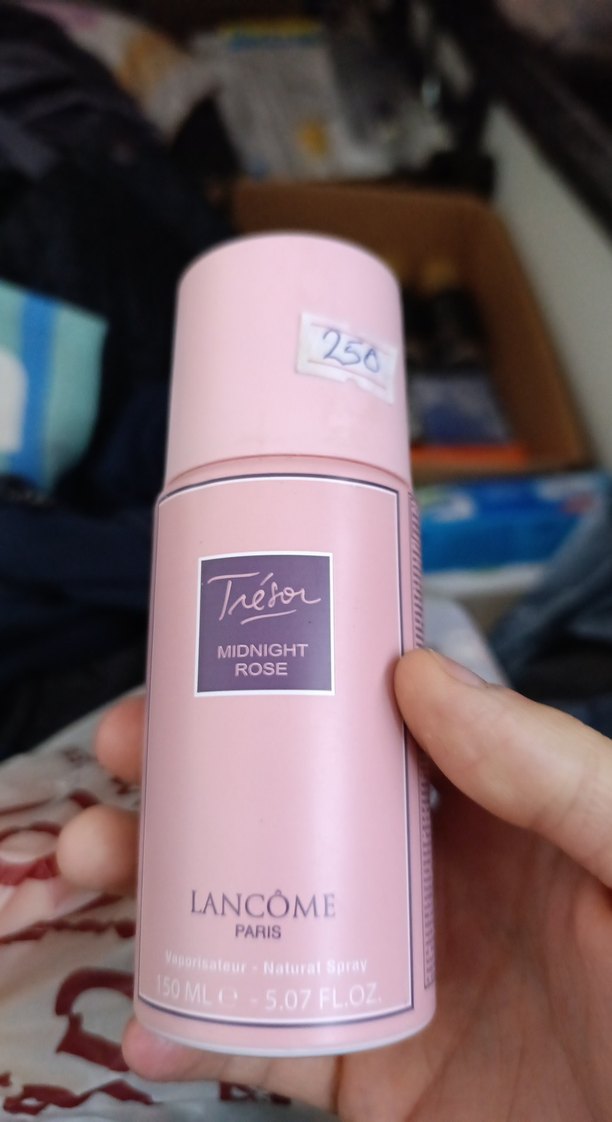 250
Trésor
MIDNIGHT
ROSE
LANCÔME
PARIS
Vaporisateur - Natural Spray
150 ML ℮ - 5.07 FL.OZ.